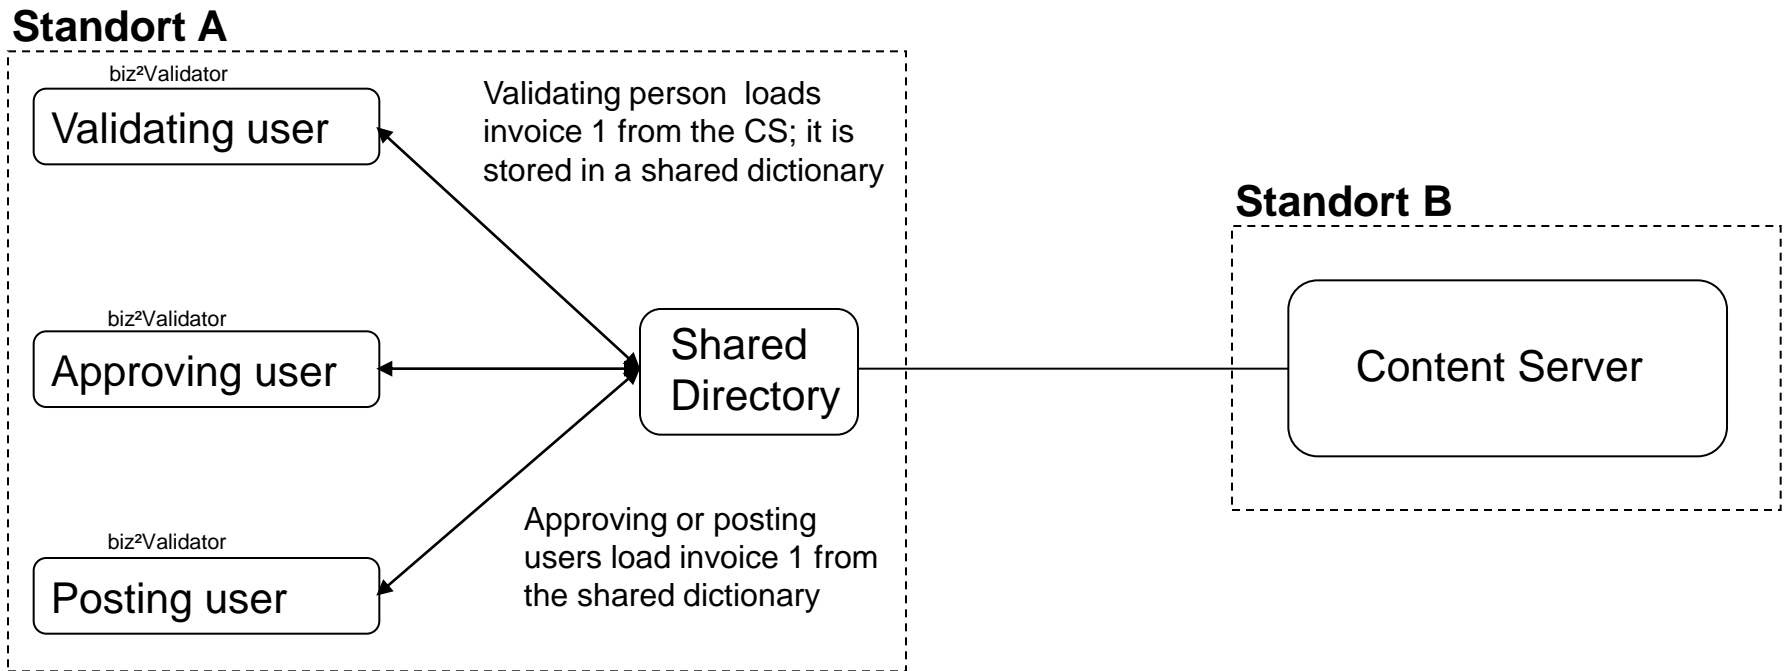 Standort A
biz²Validator
Validating user
Validating person loads
invoice 1 from the CS; it is
stored in a shared dictionary
biz²Validator
Approving user
Shared
Directory
biz²Validator
Posting user
Approving or posting
users load invoice 1 from
the shared dictionary
Standort B
Content Server